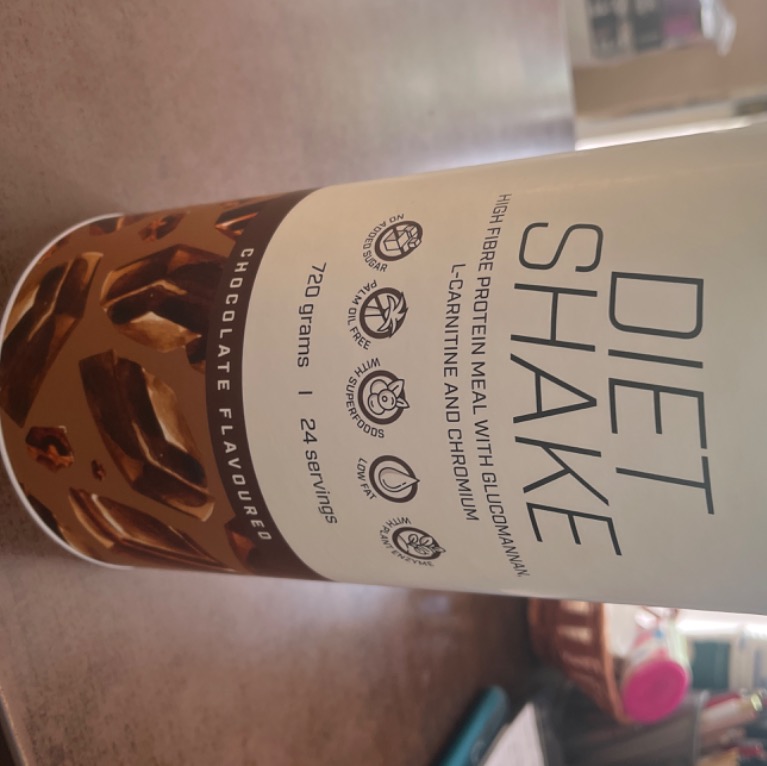 DIET
SHAKE
HIGH FIBRE PROTEIN MEAL WITH GLUCOMANNAN,
L-CARNITINE AND CHROMIUM
NO ADDED SUGAR
PALM OIL FREE
WITH SUPERFOODS
LOW FAT
WITH PLANT ENZYME
720 grams | 24 servings
CHOCOLATE FLAVOURED